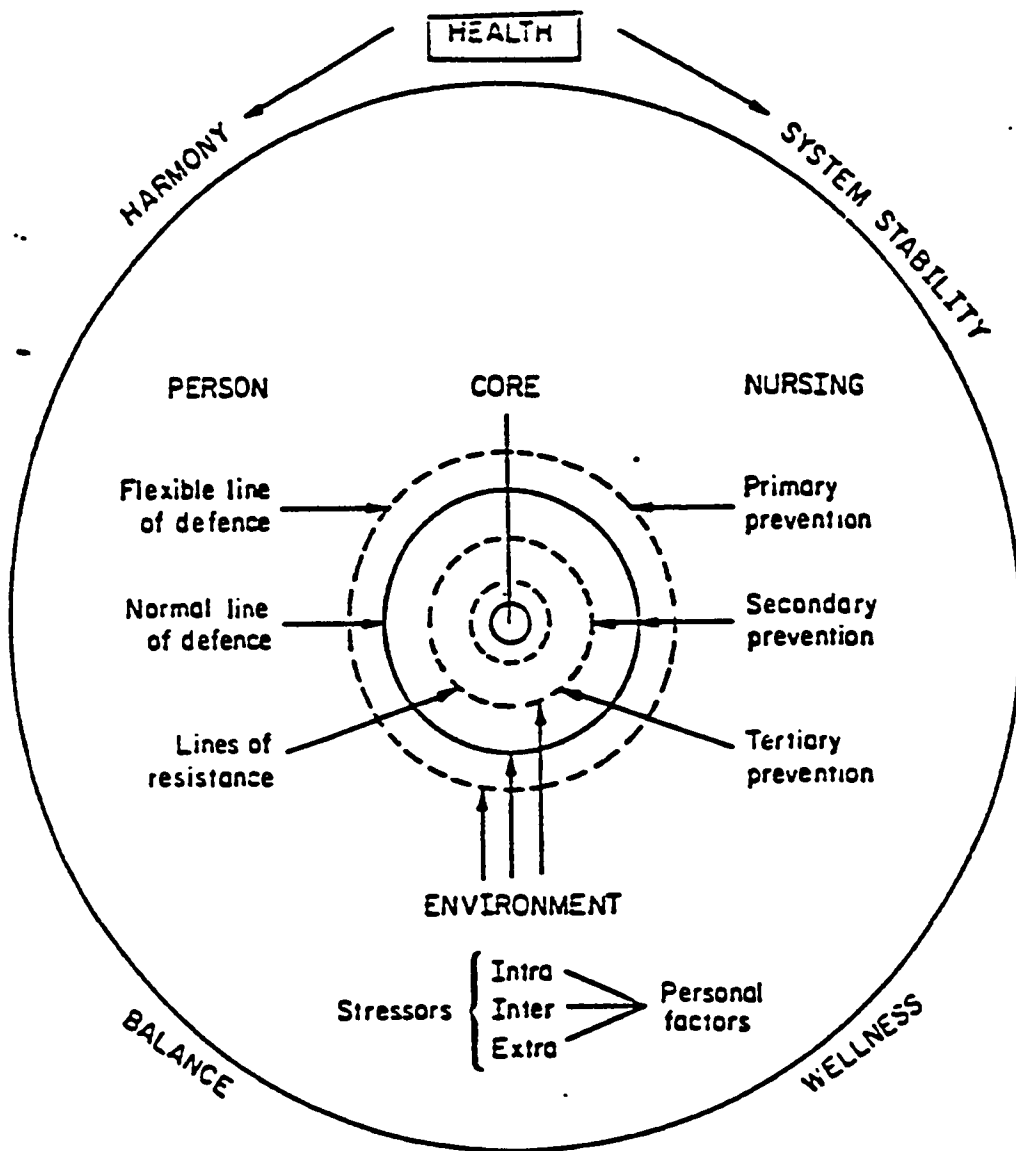 HEALTH
HARMONY
SYSTEM STABILITY
PERSON
CORE
NURSING
Flexible line
of defence
Primary
prevention
Normal line
of defence
Secondary
prevention
Lines of
resistance
Tertiary
prevention
ENVIRONMENT
Stressors
Intra
Inter
Extra
Personal
factors
BALANCE
WELLNESS